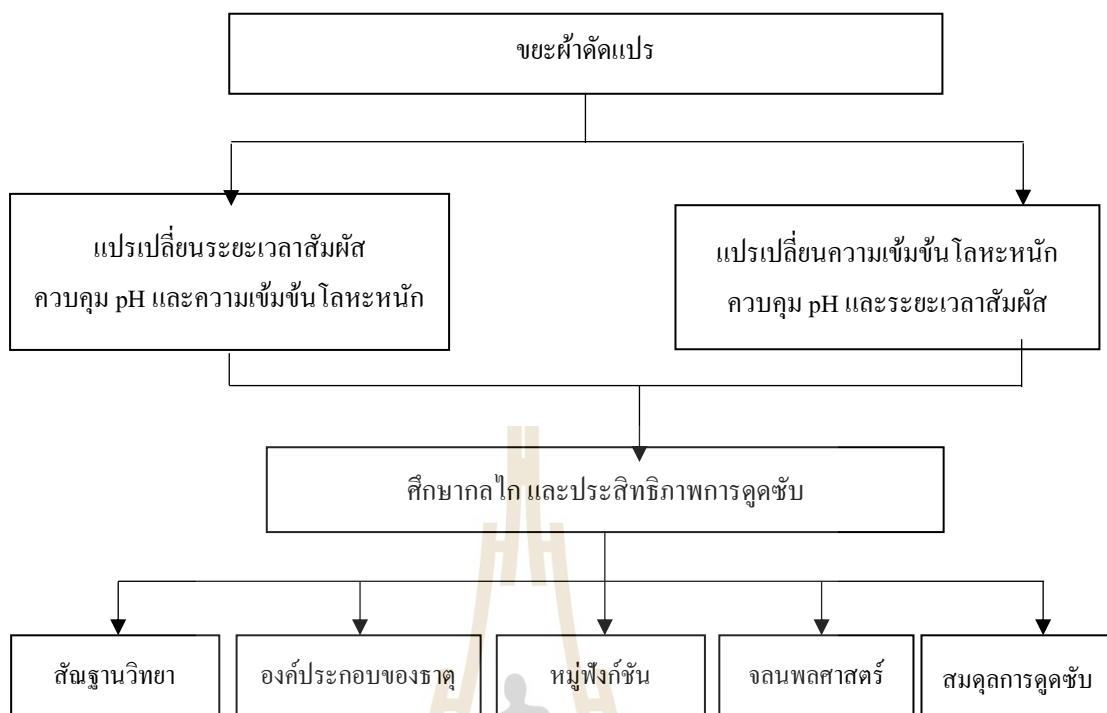 ขยะผ้าดัดแปร
แปรเปลี่ยนระยะเวลาสัมผัส
ควบคุม pH และความเข้มข้นโลหะหนัก
แปรเปลี่ยนความเข้มข้นโลหะหนัก
ควบคุม pH และระยะเวลาสัมผัส
ศึกษากลไก และประสิทธิภาพการดูดซับ
สัณฐานวิทยา
องค์ประกอบของธาตุ
หมู่ฟังก์ชัน
จลนพลศาสตร์
สมดุลการดูดซับ